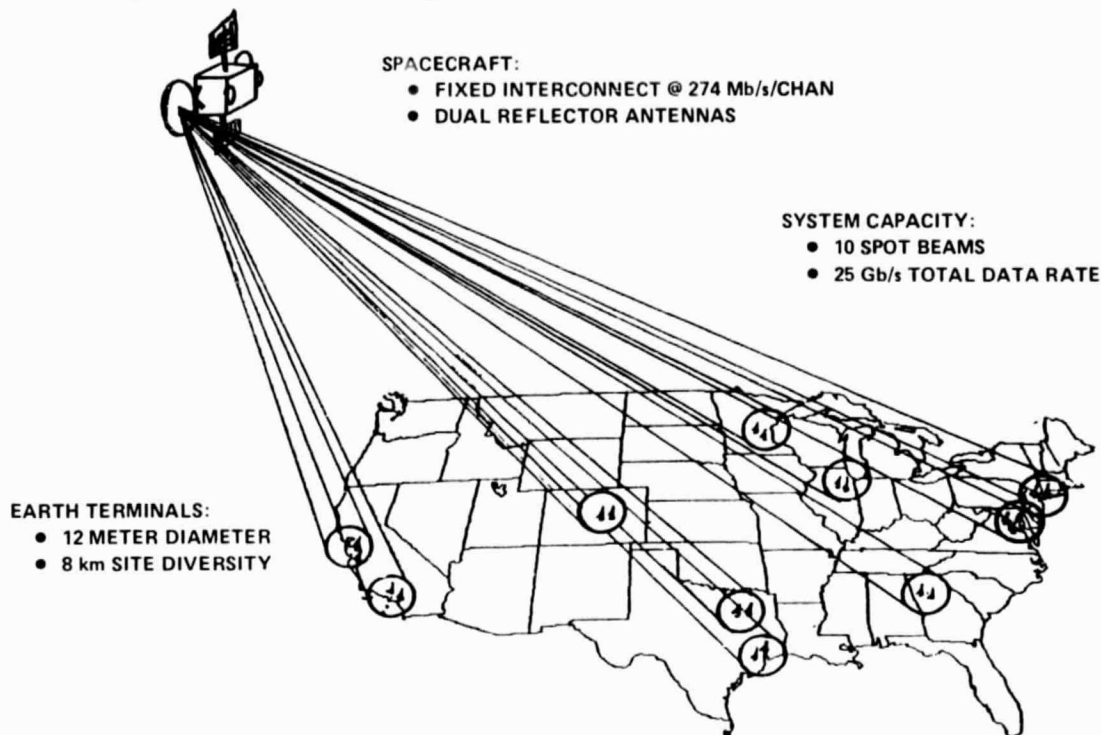 SPACECRAFT:
• FIXED INTERCONNECT @ 274 Mb/s/CHAN
• DUAL REFLECTOR ANTENNAS
SYSTEM CAPACITY:
• 10 SPOT BEAMS
• 25 Gb/s TOTAL DATA RATE
EARTH TERMINALS:
• 12 METER DIAMETER
• 8 km SITE DIVERSITY